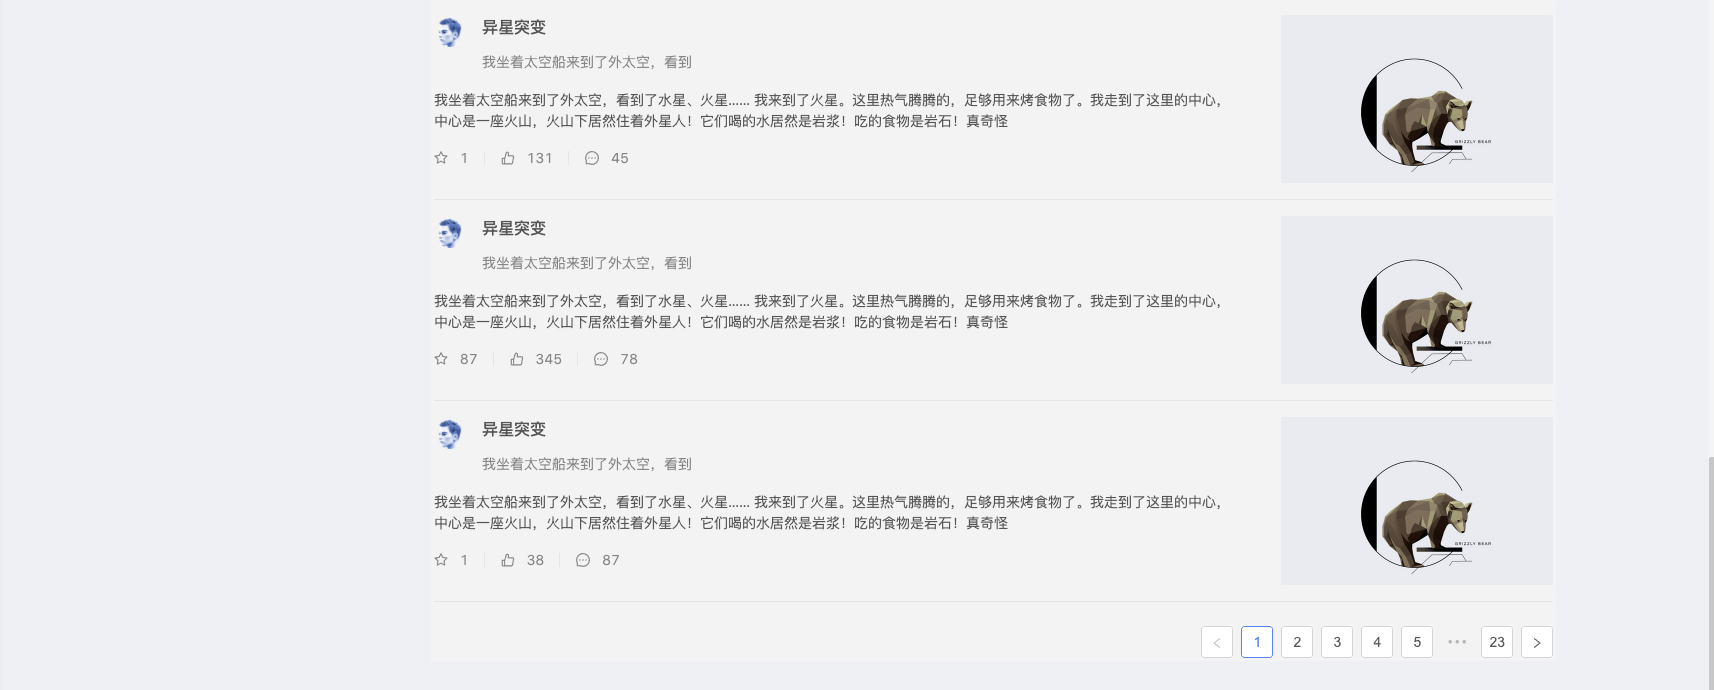 异星突变
我坐着太空船来到了外太空，看到
我坐着太空船来到了外太空，看到了水星、火星...... 我来到了火星。这里热气腾腾的，足够用来烤食物了。我走到了这里的中心，
中心是一座火山，火山下居然住着外星人！它们喝的水居然是岩浆！吃的食物是岩石！真奇怪
1 131 45
GRIZZLY BEAR
异星突变
我坐着太空船来到了外太空，看到
我坐着太空船来到了外太空，看到了水星、火星...... 我来到了火星。这里热气腾腾的，足够用来烤食物了。我走到了这里的中心，
中心是一座火山，火山下居然住着外星人！它们喝的水居然是岩浆！吃的食物是岩石！真奇怪
87 345 78
GRIZZLY BEAR
异星突变
我坐着太空船来到了外太空，看到
我坐着太空船来到了外太空，看到了水星、火星...... 我来到了火星。这里热气腾腾的，足够用来烤食物了。我走到了这里的中心，
中心是一座火山，火山下居然住着外星人！它们喝的水居然是岩浆！吃的食物是岩石！真奇怪
1 38 87
GRIZZLY BEAR
< 1 2 3 4 5 ••• 23 >